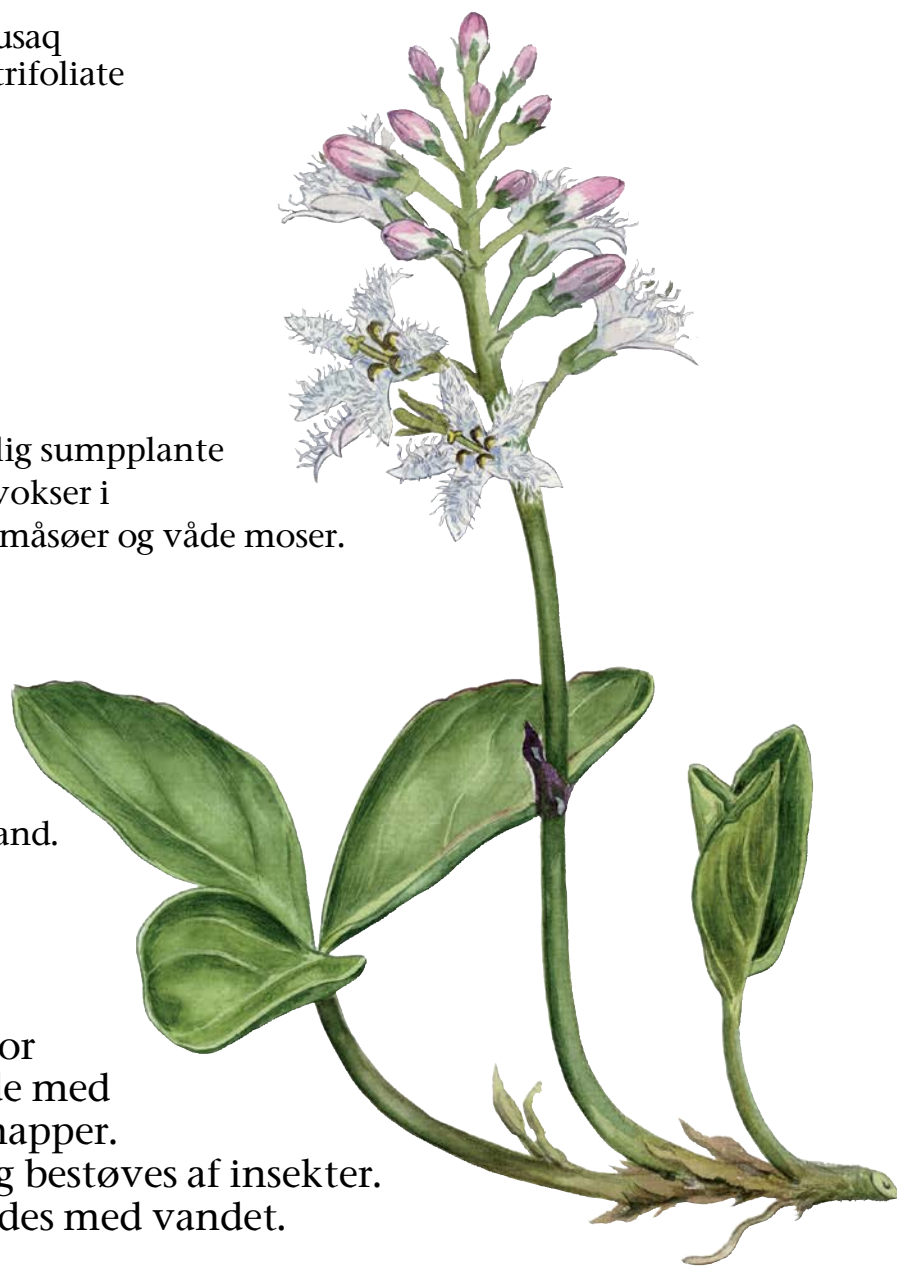 usaq
trifoliate
lig sumpplante
vokser i
måsøer og våde moser.
and.
or
le med
napper.
g bestøves af insekter.
des med vandet.